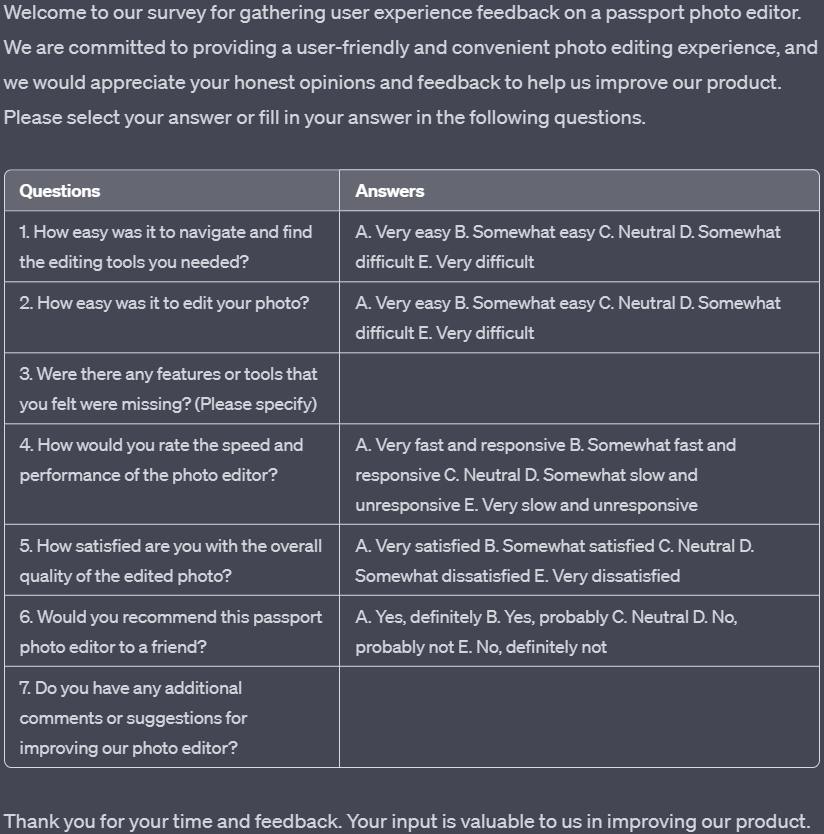 Welcome to our survey for gathering user experience feedback on a passport photo editor.
We are committed to providing a user-friendly and convenient photo editing experience, and
we would appreciate your honest opinions and feedback to help us improve our product.
Please select your answer or fill in your answer in the following questions.
Questions
Answers
1. How easy was it to navigate and find
the editing tools you needed?
A. Very easy B. Somewhat easy C. Neutral D. Somewhat
difficult E. Very difficult
2. How easy was it to edit your photo?
A. Very easy B. Somewhat easy C. Neutral D. Somewhat
difficult E. Very difficult
3. Were there any features or tools that
you felt were missing? (Please specify)
4. How would you rate the speed and
performance of the photo editor?
A. Very fast and responsive B. Somewhat fast and
responsive C. Neutral D. Somewhat slow and
unresponsive E. Very slow and unresponsive
5. How satisfied are you with the overall
quality of the edited photo?
A. Very satisfied B. Somewhat satisfied C. Neutral D.
Somewhat dissatisfied E. Very dissatisfied
6. Would you recommend this passport
photo editor to a friend?
A. Yes, definitely B. Yes, probably C. Neutral D. No,
probably not E. No, definitely not
7. Do you have any additional
comments or suggestions for
improving our photo editor?
Thank you for your time and feedback. Your input is valuable to us in improving our product.